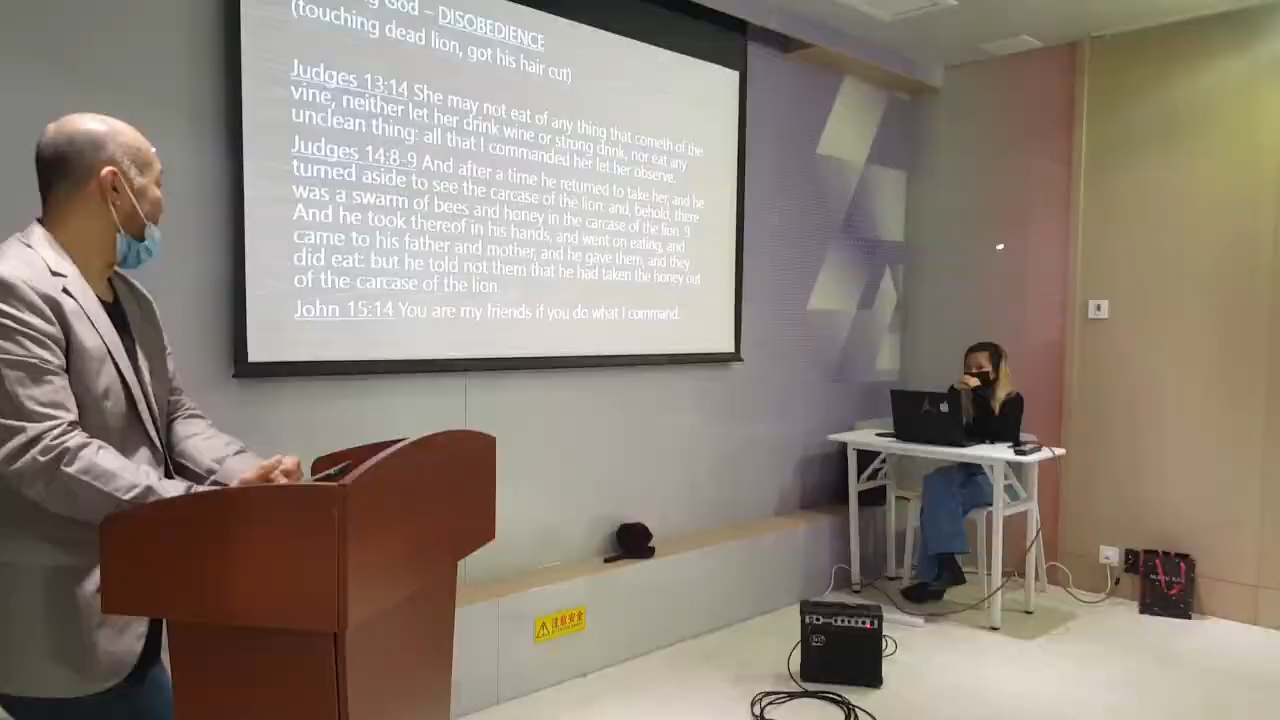 God – DISOBEDIENCE
(touching dead lion, got his hair cut)
Judges 13:14 She may not eat of any thing that cometh of the
vine, neither let her drink wine or strong drink, nor eat any
unclean thing: all that I commanded her let her observe.
Judges 14:8-9 And after a time he returned to take her, and he
turned aside to see the carcase of the lion: and, behold, there
was a swarm of bees and honey in the carcase of the lion. 9
And he took thereof in his hands, and went on eating, and
came to his father and mother, and he gave them, and they
did eat: but he told not them that he had taken the honey out
of the carcase of the lion.
John 15:14 You are my friends if you do what I command.
注意安全